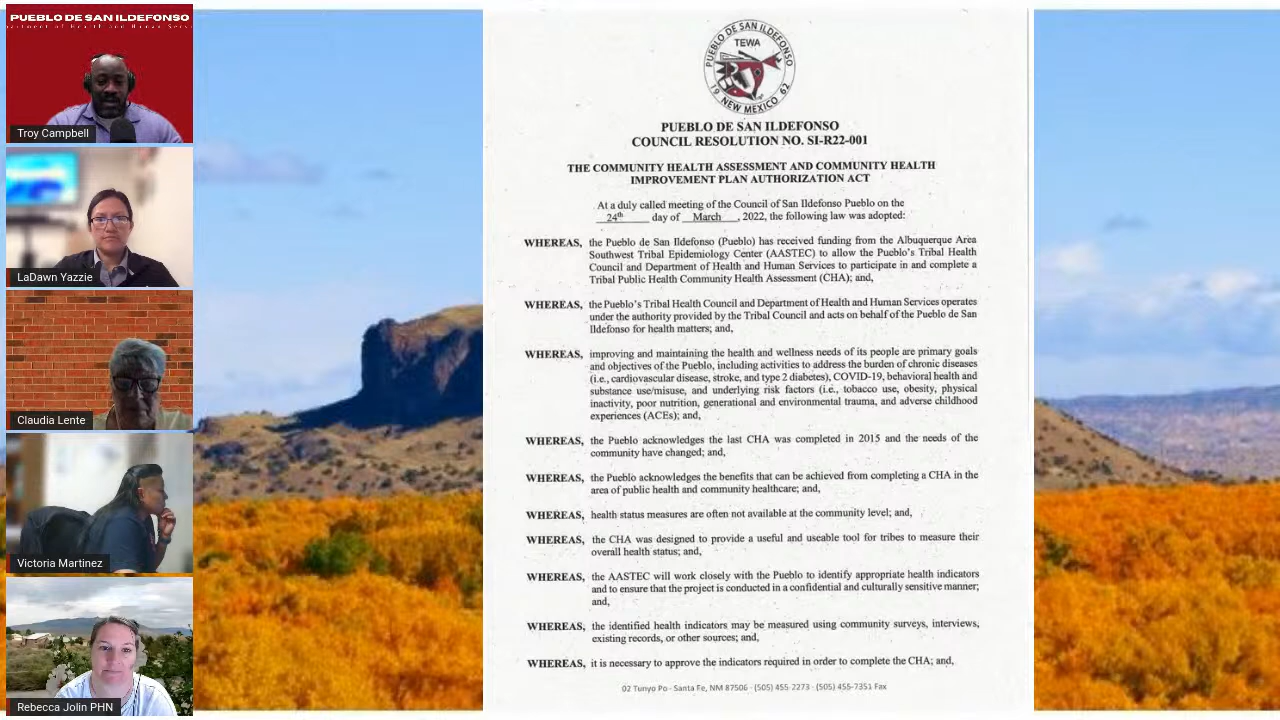 PUEBLO DE SAN ILDEFONSO
Department of Health and Human Serv
Troy Campbell
LaDawn Yazzie
Claudia Lente
Victoria Martinez
Rebecca Jolin PHN
PUEBLO DE SAN ILDEFONSO
TEWA
19 62
NEW MEXICO
PUEBLO DE SAN ILDEFONSO
COUNCIL RESOLUTION NO. SI-R22-001
THE COMMUNITY HEALTH ASSESSMENT AND COMMUNITY HEALTH
IMPROVEMENT PLAN AUTHORIZATION ACT
At a duly called meeting of the Council of San Ildefonso Pueblo on the
24th day of March, 2022, the following law was adopted:
WHEREAS, the Pueblo de San Ildefonso (Pueblo) has received funding from the Albuquerque Area
Southwest Tribal Epidemiology Center (AASTEC) to allow the Pueblo's Tribal Health
Council and Department of Health and Human Services to participate in and complete a
Tribal Public Health Community Health Assessment (CHA); and,
WHEREAS, the Pueblo's Tribal Health Council and Department of Health and Human Services operates
under the authority provided by the Tribal Council and acts on behalf of the Pueblo de San
Ildefonso for health matters; and,
WHEREAS, improving and maintaining the health and wellness needs of its people are primary goals
and objectives of the Pueblo, including activities to address the burden of chronic diseases
(i.e., cardiovascular disease, stroke, and type 2 diabetes), COVID-19, behavioral health and
substance use/misuse, and underlying risk factors (i.e., tobacco use, obesity, physical
inactivity, poor nutrition, generational and environmental trauma, and adverse childhood
experiences (ACEs); and,
WHEREAS, the Pueblo acknowledges the last CHA was completed in 2015 and the needs of the
community have changed; and,
WHEREAS, the Pueblo acknowledges the benefits that can be achieved from completing a CHA in the
area of public health and community healthcare; and,
WHEREAS, health status measures are often not available at the community level; and,
WHEREAS, the CHA was designed to provide a useful and useable tool for tribes to measure their
overall health status; and,
WHEREAS, the AASTEC will work closely with the Pueblo to identify appropriate health indicators
and to ensure that the project is conducted in a confidential and culturally sensitive manner;
and,
WHEREAS, the identified health indicators may be measured using community surveys, interviews,
existing records, or other sources; and,
WHEREAS, it is necessary to approve the indicators required in order to complete the CHA; and,
02 Tunyo Po - Santa Fe, NM 87506 · (505) 455-2273 · (505) 455-7351 Fax